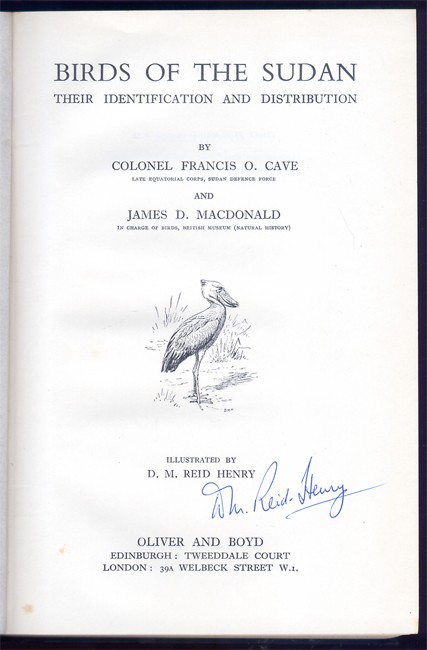 BIRDS OF THE SUDAN
THEIR IDENTIFICATION AND DISTRIBUTION
BY
COLONEL FRANCIS O. CAVE
LATE EQUATORIAL CORPS, SUDAN DEFENCE FORCE
AND
JAMES D. MACDONALD
IN CHARGE OF BIRDS, BRITISH MUSEUM (NATURAL HISTORY)
ILLUSTRATED BY
D. M. REID HENRY
D.M. Reid-Henry
OLIVER AND BOYD
EDINBURGH: TWEEDDALE COURT
LONDON: 39A WELBECK STREET W.1.